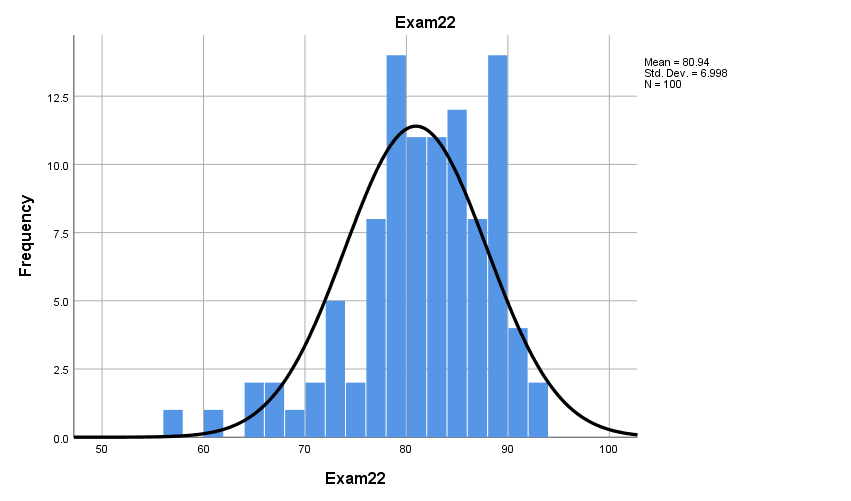 Exam22
Mean = 80.94
Std. Dev. = 6.998
N = 100
12.5
10.0
7.5
5.0
2.5
0.0
Frequency
50 60 70 80 90 100
Exam22